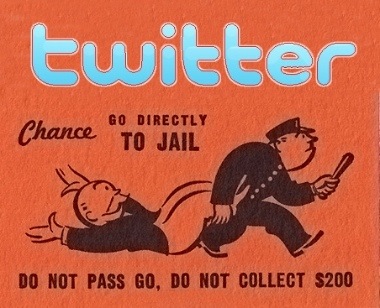 twitter
Chance GO DIRECTLY
TO JAIL
DO NOT PASS GO, DO NOT COLLECT $200